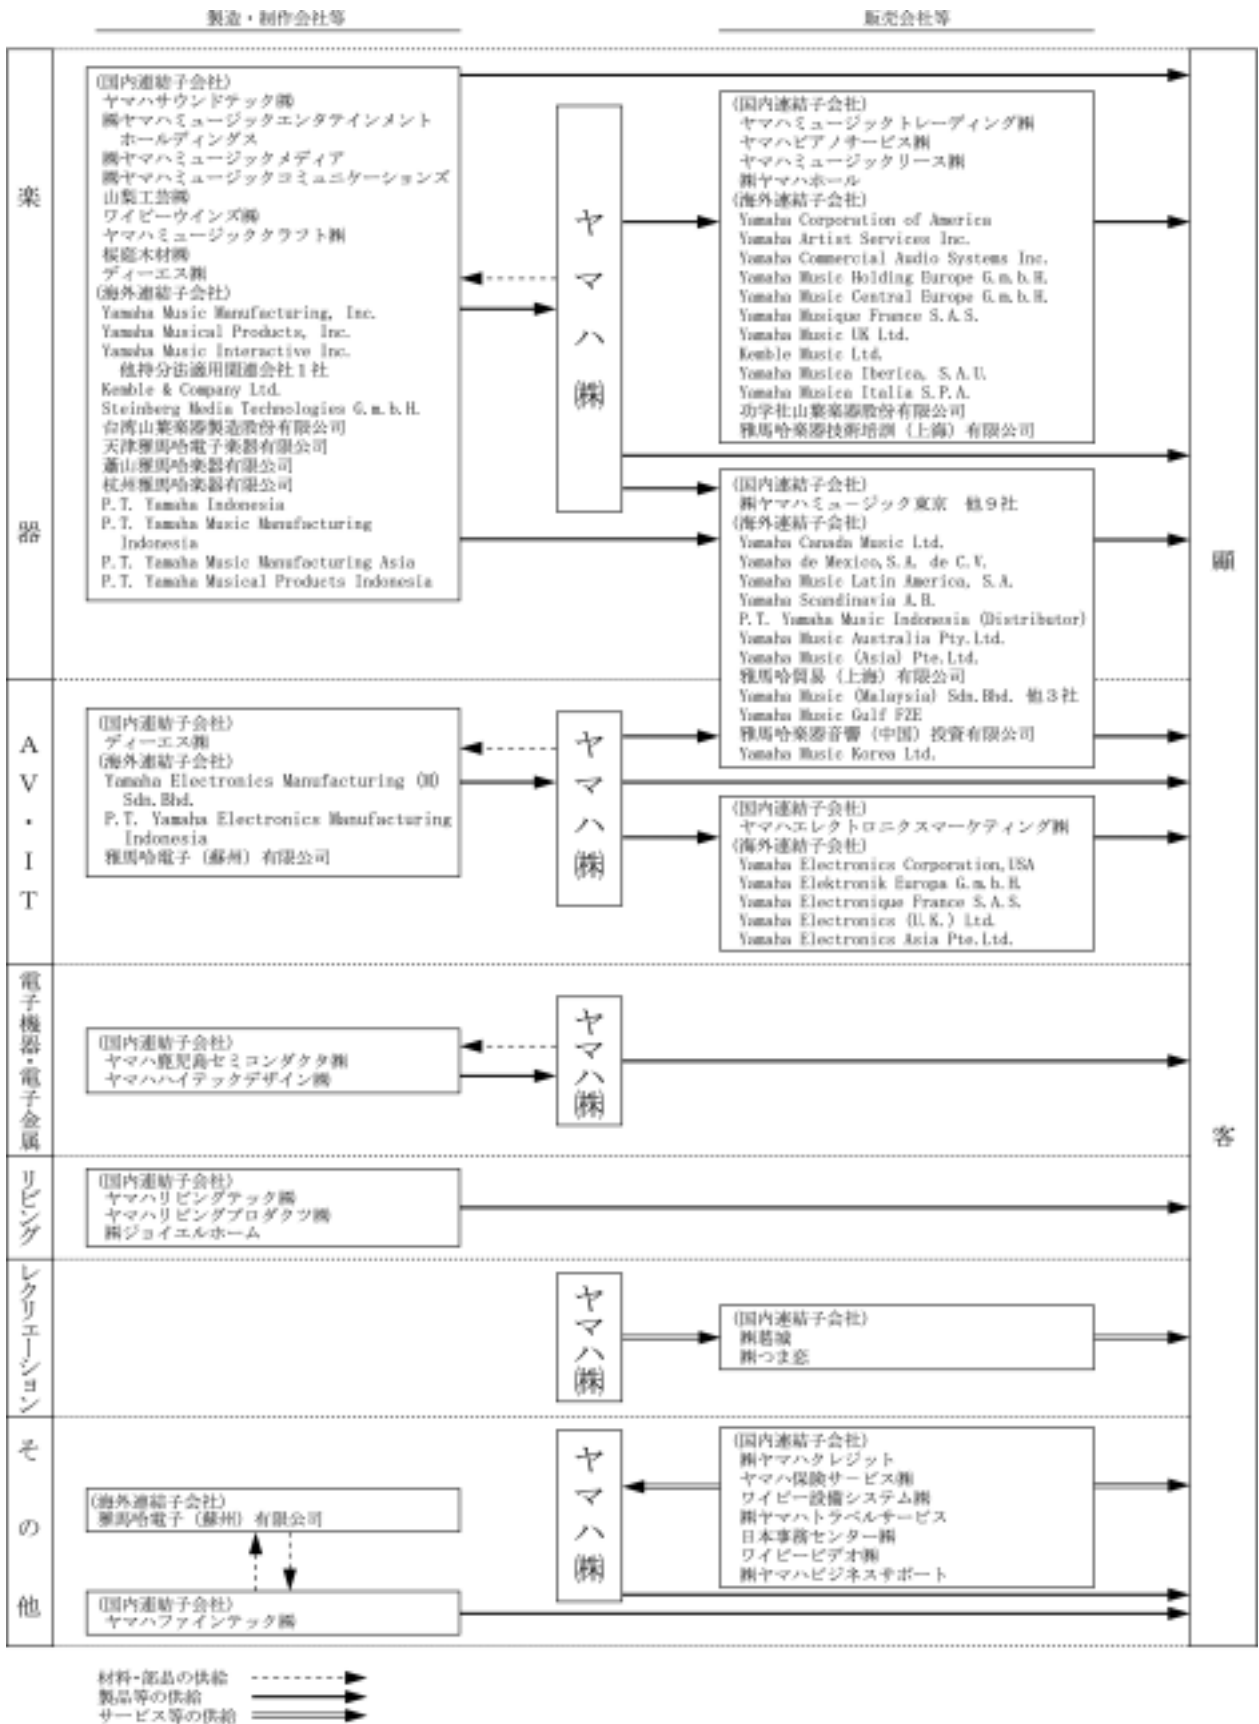 製造・制作会社等
販売会社等
楽
器
(国内連結子会社)
ヤマハサウンドテック㈱
㈱ヤマハミュージックエンタテインメント
ホールディングス
㈱ヤマハミュージックメディア
㈱ヤマハミュージックコミュニケーションズ
山梨工芸㈱
ワイピーウインズ㈱
ヤマハミュージッククラフト㈱
桜庭木材㈱
ディーエス㈱
(海外連結子会社)
Yamaha Music Manufacturing, Inc.
Yamaha Musical Products, Inc.
Yamaha Music Interactive Inc.
他持分法適用関連会社1社
Kemble & Company Ltd.
Steinberg Media Technologies G.m.b.H.
台湾山葉楽器製造股份有限公司
天津雅馬哈電子楽器有限公司
蕭山雅馬哈楽器有限公司
杭州雅馬哈楽器有限公司
P.T. Yamaha Indonesia
P.T. Yamaha Music Manufacturing
Indonesia
P.T. Yamaha Music Manufacturing Asia
P.T. Yamaha Musical Products Indonesia
ヤマハ㈱
(国内連結子会社)
ヤマハミュージックトレーディング㈱
ヤマハピアノサービス㈱
ヤマハミュージックリース㈱
㈱ヤマハホール
(海外連結子会社)
Yamaha Corporation of America
Yamaha Artist Services Inc.
Yamaha Commercial Audio Systems Inc.
Yamaha Music Holding Europe G.m.b.H.
Yamaha Music Central Europe G.m.b.H.
Yamaha Musique France S.A.S.
Yamaha Music UK Ltd.
Kemble Music Ltd.
Yamaha Musica Iberica, S.A.U.
Yamaha Musica Italia S.P.A.
功学社山葉楽器股份有限公司
雅馬哈楽器技術培訓（上海）有限公司
(国内連結子会社)
㈱ヤマハミュージック東京 他9社
(海外連結子会社)
Yamaha Canada Music Ltd.
Yamaha de Mexico,S.A. de C.V.
Yamaha Music Latin America, S.A.
Yamaha Scandinavia A.B.
P.T. Yamaha Music Indonesia (Distributor)
Yamaha Music Australia Pty.Ltd.
Yamaha Music (Asia) Pte.Ltd.
雅馬哈貿易（上海）有限公司
Yamaha Music (Malaysia) Sdn.Bhd. 他3社
Yamaha Music Gulf FZE
雅馬哈楽器音響（中国）投資有限公司
Yamaha Music Korea Ltd.
顧
客
AV・IT
(国内連結子会社)
ディーエス㈱
(海外連結子会社)
Yamaha Electronics Manufacturing (M)
Sdn.Bhd.
P.T. Yamaha Electronics Manufacturing
Indonesia
雅馬哈電子（蘇州）有限公司
ヤマハ㈱
(国内連結子会社)
ヤマハエレクトロニクスマーケティング㈱
(海外連結子会社)
Yamaha Electronics Corporation,USA
Yamaha Elektronik Europa G.m.b.H.
Yamaha Electronique France S.A.S.
Yamaha Electronics (U.K.) Ltd.
Yamaha Electronics Asia Pte.Ltd.
電子機器・電子金属
(国内連結子会社)
ヤマハ鹿児島セミコンダクタ㈱
ヤマハハイテックデザイン㈱
ヤマハ㈱
リビング
(国内連結子会社)
ヤマハリビングテック㈱
ヤマハリビングプロダクツ㈱
㈱ジョイエルホーム
レクリエーション
ヤマハ㈱
(国内連結子会社)
㈱葛城
㈱つま恋
その他
(海外連結子会社)
雅馬哈電子（蘇州）有限公司
(国内連結子会社)
ヤマハファインテック㈱
ヤマハ㈱
(国内連結子会社)
㈱ヤマハクレジット
ヤマハ保険サービス㈱
ワイピー設備システム㈱
㈱ヤマハトラベルサービス
日本事務センター㈱
ワイピービデオ㈱
㈱ヤマハビジネスサポート
材料・部品の供給
製品等の供給
サービス等の供給